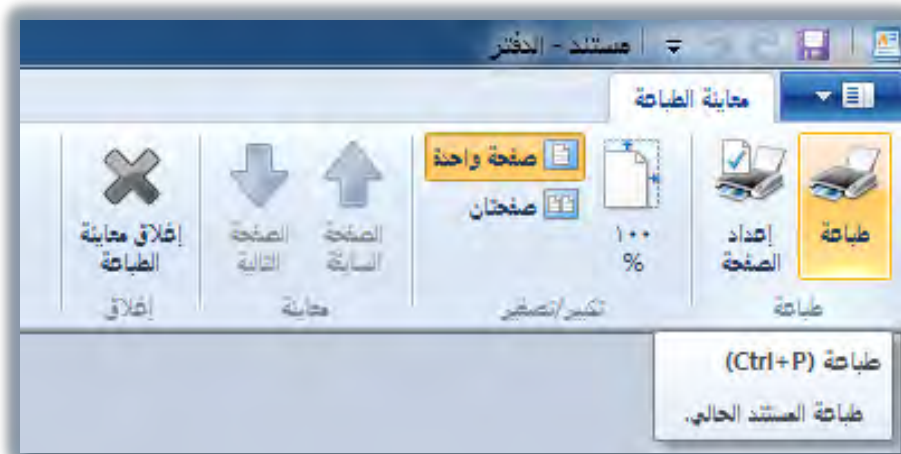 مستند - الدفتر
معاينة الطباعة
طباعة
إعداد
الصفحة
طباعة
١٠٠
%
صفحة واحدة
صفحتان
تكبير/تصغير
الصفحة
السابقة
الصفحة
التالية
معاينة
إغلاق معاينة
الطباعة
إغلاق
طباعة (Ctrl+P)
طباعة المستند الحالي.